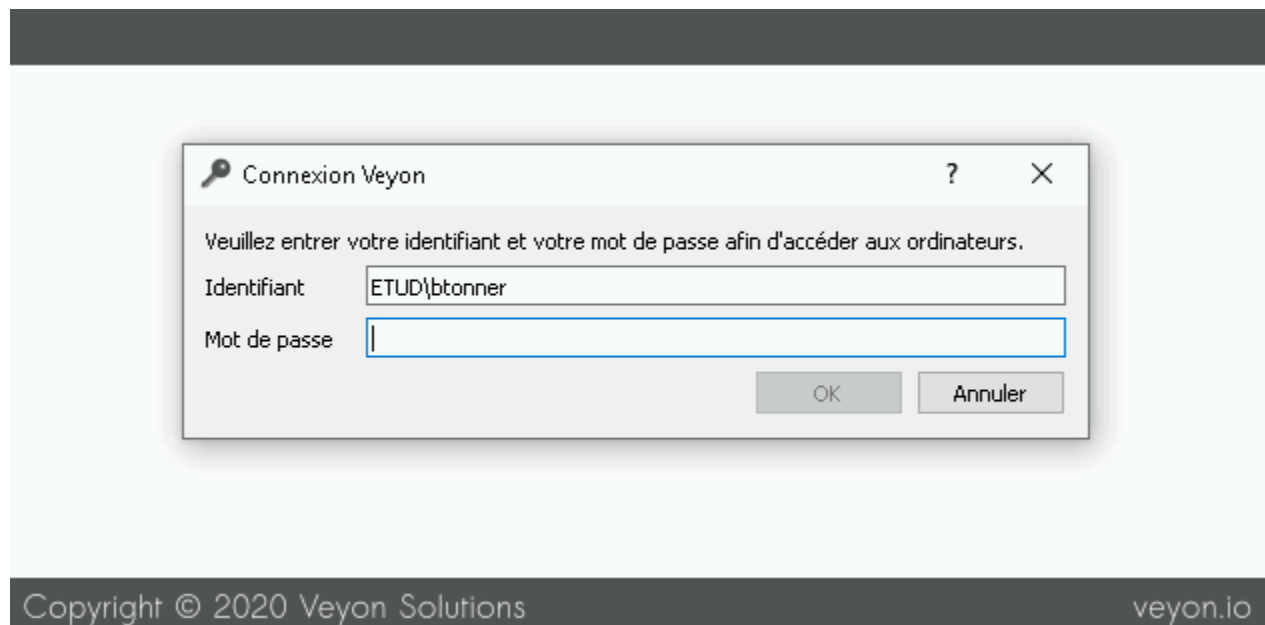 Connexion Veyon
?
Veuillez entrer votre identifiant et votre mot de passe afin d'accéder aux ordinateurs.
Identifiant ETUD\btonner
Mot de passe
OK Annuler
Copyright © 2020 Veyon Solutions veyon.io